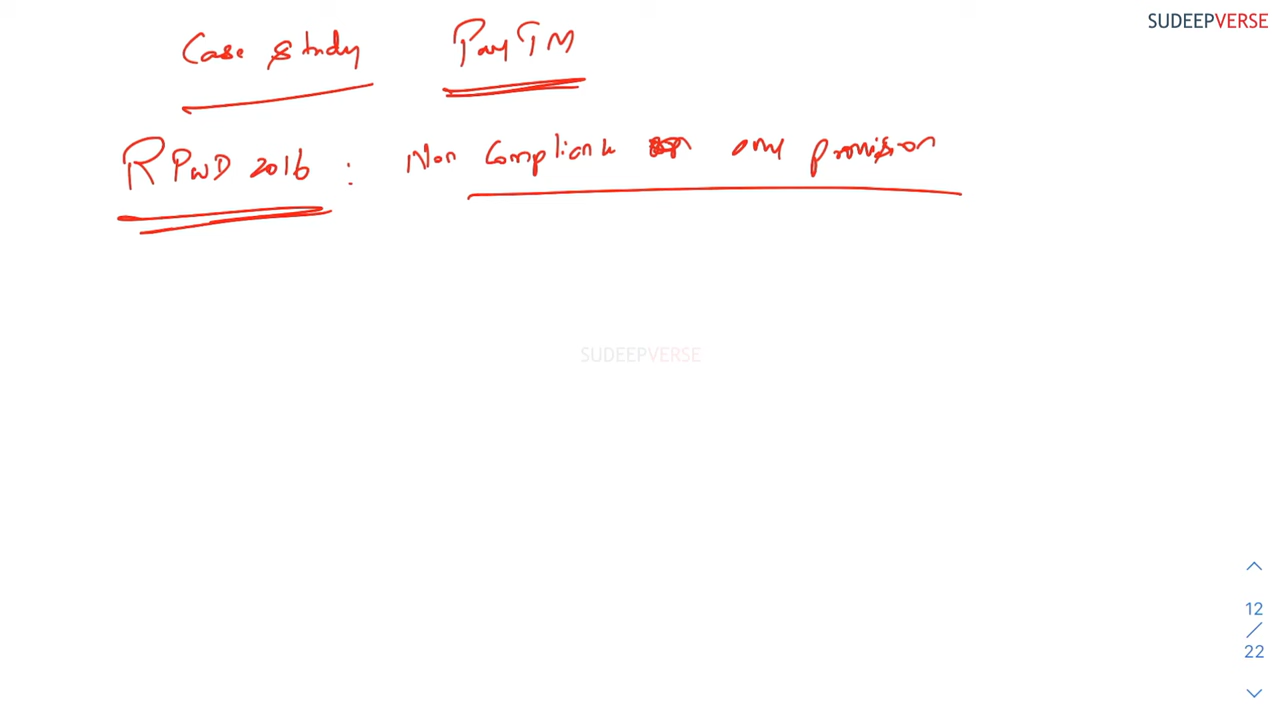 SUDEEPVERSE
Case study PayTM
RPwD 2016 : Non Compliance any provision
SUDEEPVERSE
12
/
22